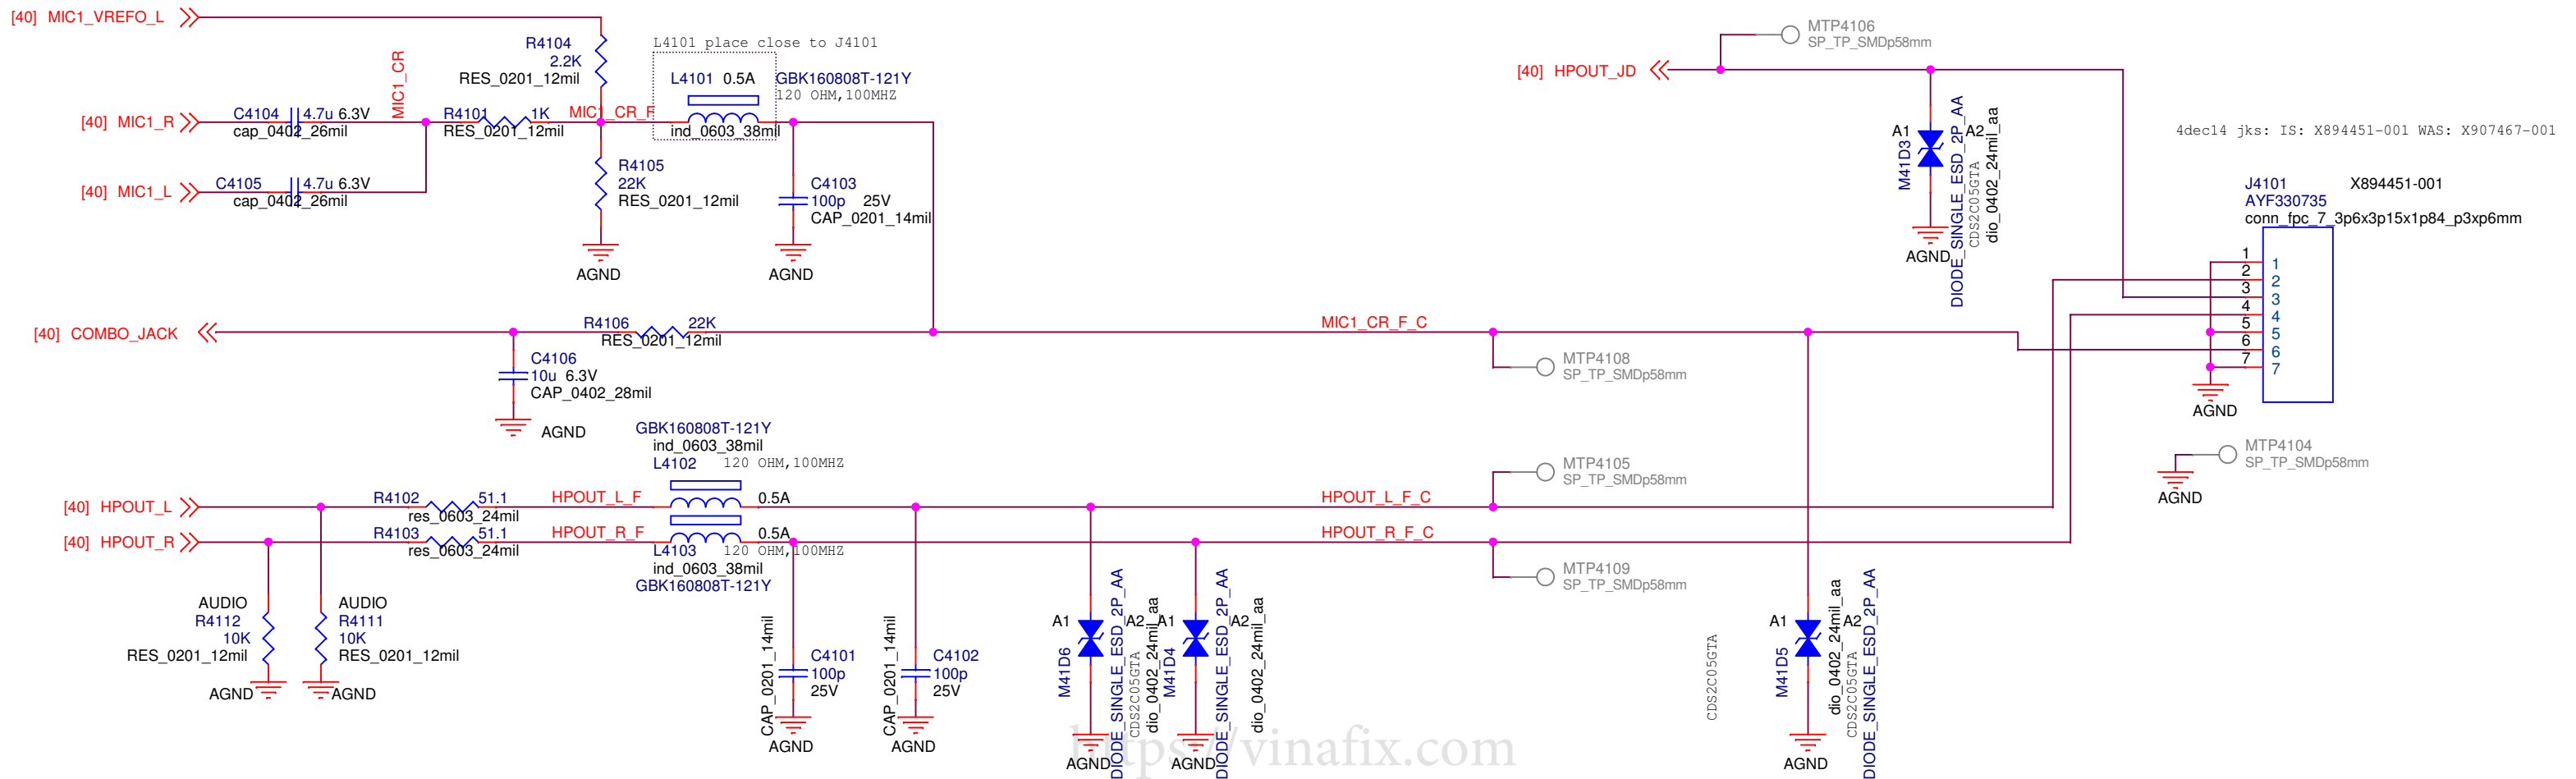 [40] MIC1_VREFO_L
R4104
2.2K
RES_0201_12mil
L4101 place close to J4101
L4101 0.5A
GBK160808T-121Y
120 OHM,100MHZ
ind_0603_38mil
MIC1_CR
[40] MIC1_R
C4104 4.7u 6.3V
cap_0402_26mil
R4101 1K
RES_0201_12mil
MIC1_CR_F
[40] MIC1_L
C4105 4.7u 6.3V
cap_0402_26mil
R4105
22K
RES_0201_12mil
AGND
C4103
100p 25V
CAP_0201_14mil
AGND
[40] HPOUT_JD
MTP4106
SP_TP_SMDp58mm
A1
A2
M41D3
DIODE_SINGLE_ESD_2P_AA
CDS2C05GTA
dio_0402_24mil_aa
AGND
4dec14 jks: IS: X894451-001 WAS: X907467-001
J4101 X894451-001
AYF330735
conn_fpc_7_3p6x3p15x1p84_p3xp6mm
1 1
2 2
3 3
4 4
5 5
6 6
7 7
AGND
MTP4104
SP_TP_SMDp58mm
AGND
[40] COMBO_JACK
R4106 22K
RES_0201_12mil
C4106
10u 6.3V
CAP_0402_28mil
AGND
MIC1_CR_F_C
MTP4108
SP_TP_SMDp58mm
GBK160808T-121Y
ind_0603_38mil
L4102 120 OHM,100MHZ
0.5A
[40] HPOUT_L
R4102 51.1
res_0603_24mil
HPOUT_L_F
HPOUT_L_F_C
MTP4105
SP_TP_SMDp58mm
[40] HPOUT_R
R4103 51.1
res_0603_24mil
HPOUT_R_F
0.5A
L4103 120 OHM,100MHZ
ind_0603_38mil
GBK160808T-121Y
HPOUT_R_F_C
MTP4109
SP_TP_SMDp58mm
AUDIO
R4112
10K
RES_0201_12mil
AGND
AUDIO
R4111
10K
RES_0201_12mil
AGND
CAP_0201_14mil
C4101
100p
25V
AGND
CAP_0201_14mil
C4102
100p
25V
AGND
A1
A2
M41D6
DIODE_SINGLE_ESD_2P_AA
CDS2C05GTA
dio_0402_24mil_aa
AGND
A1
A2
M41D4
DIODE_SINGLE_ESD_2P_AA
dio_0402_24mil_aa
AGND
CDS2C05GTA
A1
A2
M41D5
dio_0402_24mil_aa
CDS2C05GTA
DIODE_SINGLE_ESD_2P_AA
AGND
https://vinafix.com